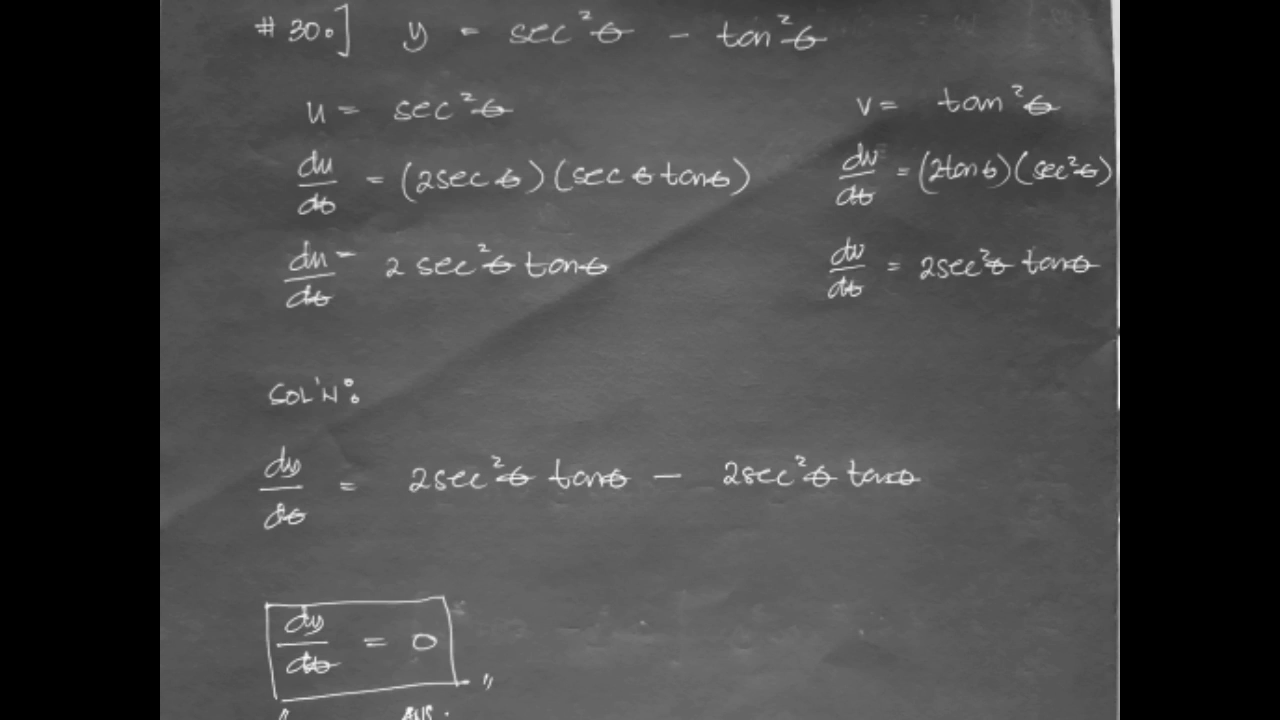 # 30.] y = sec²θ - tan²θ
u = sec²θ v = tan²θ
du/dθ = (2secθ)(secθ tanθ) dv/dθ = (2tanθ)(sec²θ)
du/dθ = 2 sec²θ tanθ dv/dθ = 2sec²θ tanθ
SOL'N:
dy/dθ = 2sec²θ tanθ - 2sec²θ tanθ
dy/dθ = 0 "
ANS.